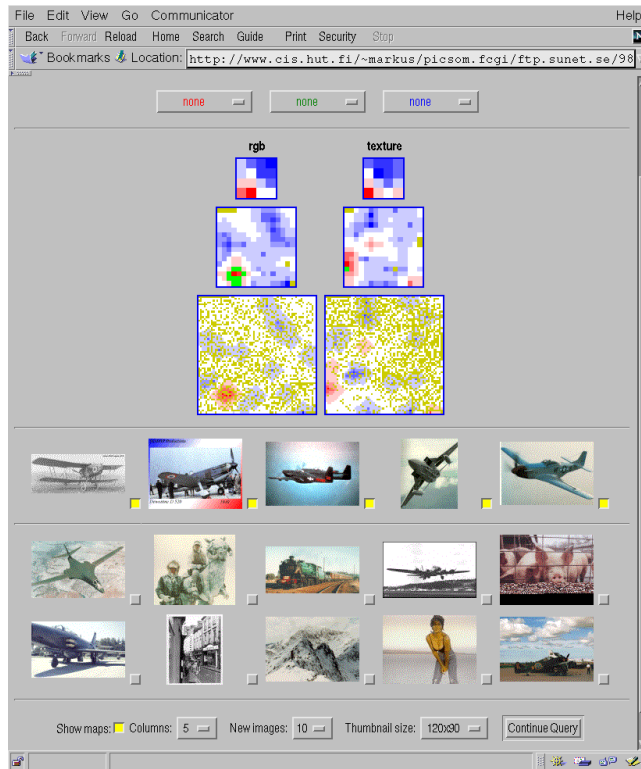 File Edit View Go Communicator Help
Back Forward Reload Home Search Guide Print Security Stop
Bookmarks Location: http://www.cis.hut.fi/~markus/picsom.fcgi/ftp.sunet.se/98
none none none
rgb texture
Show maps: Columns: 5 New images: 10 Thumbnail size: 120x90 Continue Query